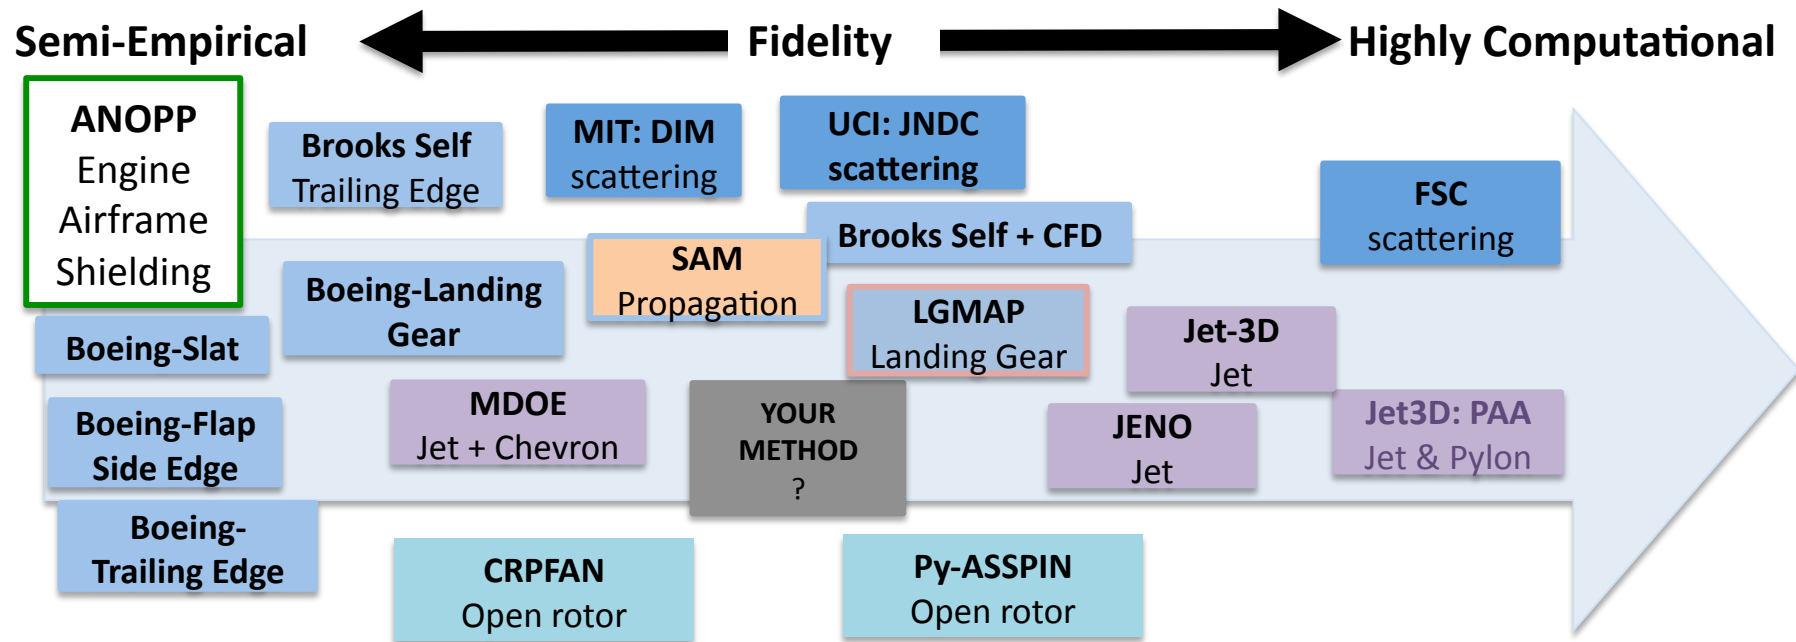 Semi-Empirical
Fidelity
Highly Computational
ANOPP
Engine
Airframe
Shielding
Brooks Self
Trailing Edge
MIT: DIM
scattering
UCI: JNDC
scattering
FSC
scattering
Brooks Self + CFD
SAM
Propagation
Boeing-Landing
Gear
LGMAP
Landing Gear
Boeing-Slat
Jet-3D
Jet
MDOE
Jet + Chevron
YOUR
METHOD
?
JENO
Jet
Jet3D: PAA
Jet & Pylon
Boeing-Flap
Side Edge
Boeing-
Trailing Edge
CRPFAN
Open rotor
Py-ASSPIN
Open rotor